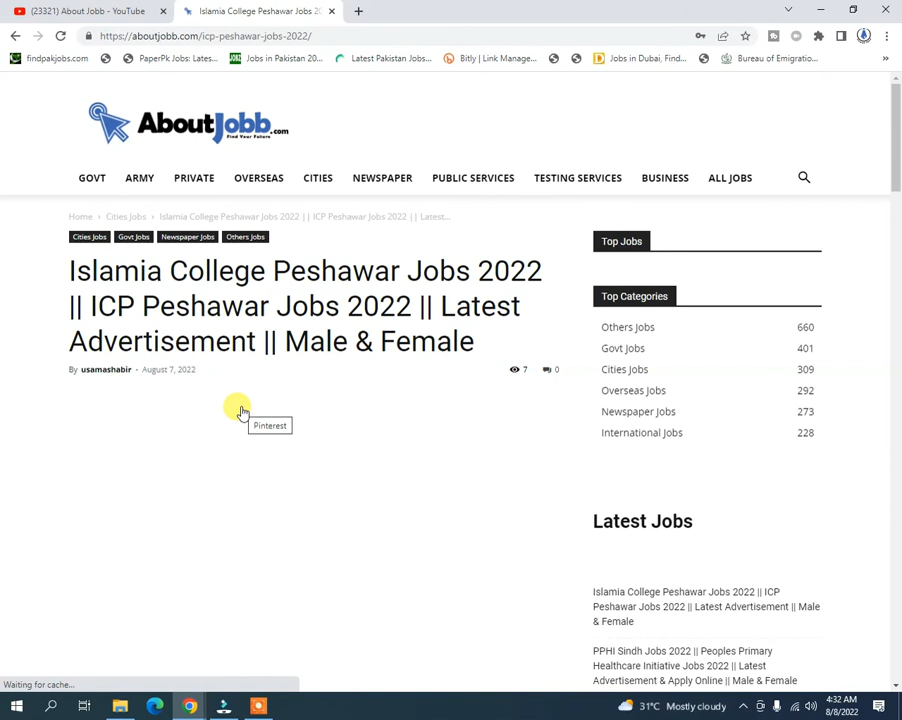 (23321) About Jobb - YouTube
Islamia College Peshawar Jobs 20
https://aboutjobb.com/icp-peshawar-jobs-2022/
findpakjobs.com
PaperPk Jobs: Lates...
Jobs in Pakistan 20...
Latest Pakistan Jobs...
Bitly | Link Manage...
Jobs in Dubai, Find...
Bureau of Emigratio...
»
AboutJobb.com
Find Your Future
GOVT ARMY PRIVATE OVERSEAS CITIES NEWSPAPER PUBLIC SERVICES TESTING SERVICES BUSINESS ALL JOBS
Home › Cities Jobs › Islamia College Peshawar Jobs 2022 || ICP Peshawar Jobs 2022 || Latest...
Cities Jobs Govt Jobs Newspaper Jobs Others Jobs
Islamia College Peshawar Jobs 2022
|| ICP Peshawar Jobs 2022 || Latest
Advertisement || Male & Female
By usamashabir - August 7, 2022
7
0
Pinterest
Top Jobs
Top Categories
Others Jobs 660
Govt Jobs 401
Cities Jobs 309
Overseas Jobs 292
Newspaper Jobs 273
International Jobs 228
Latest Jobs
Islamia College Peshawar Jobs 2022 || ICP
Peshawar Jobs 2022 || Latest Advertisement || Male
& Female
PPHI Sindh Jobs 2022 || Peoples Primary
Healthcare Initiative Jobs 2022 || Latest
Advertisement & Apply Online || Male & Female
Waiting for cache...
31°C Mostly cloudy
4:32 AM
8/8/2022